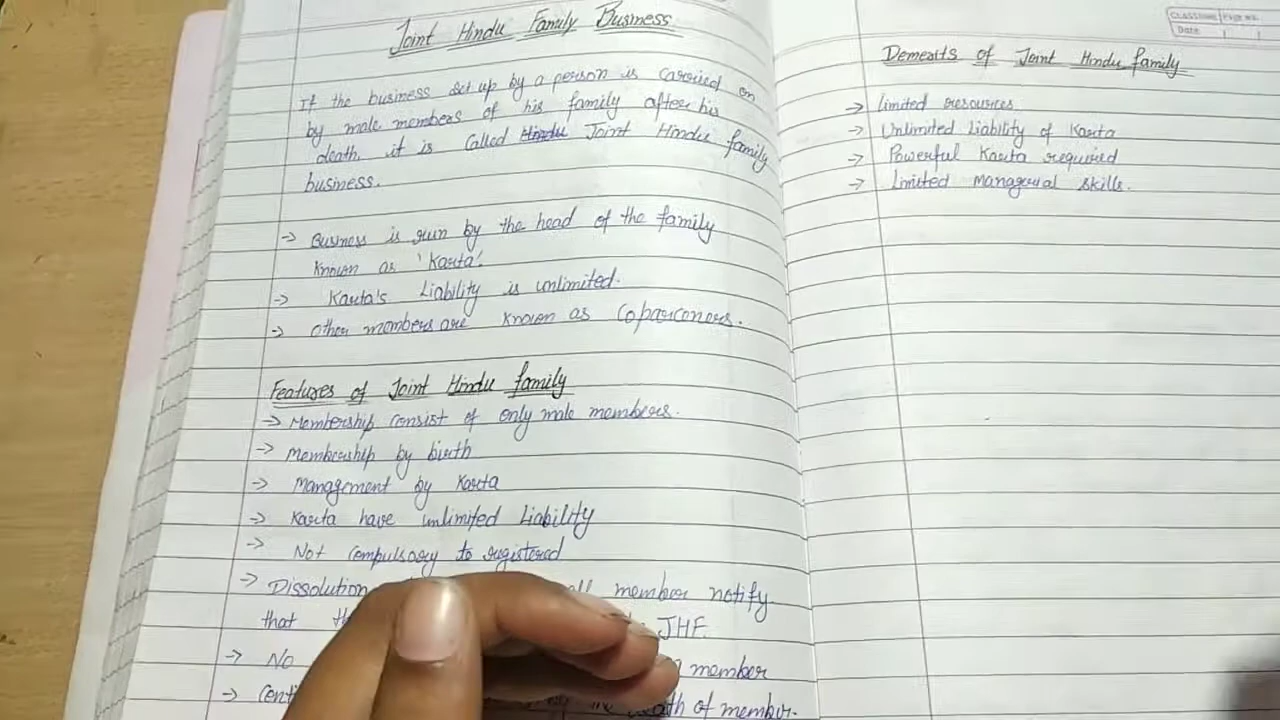 Joint Hindu Family Business
If the business set up by a person is carried on
by male members of his family after his
death, it is called Hindu Joint Hindu family
business.
-> Business is run by the head of the family
known as 'Karta'.
-> Karta's Liability is unlimited.
-> other members are known as Coparconers.
Features of Joint Hindu family
-> Membership consist of only male members.
-> Membership by birth
-> Management by Karta
-> Karta have unlimited Liability
-> Not compulsory to registered
-> Dissolution member notify
that JHF.
-> No member
-> of member.
CLASSTIME Page No.
Date
Demerits of Joint Hindu family
-> limited resources
-> Unlimited Liability of Karta
-> Powerful Karta required
-> Limited Managerial skills.